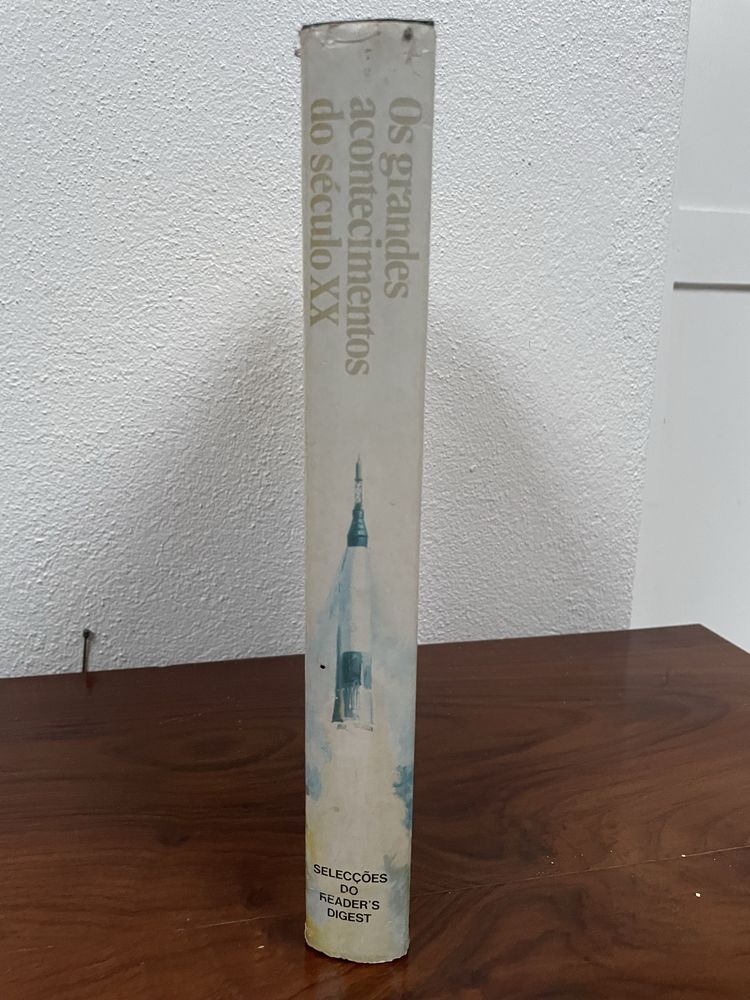 Os grandes
acontecimentos
do século XX
SELECÇÕES
DO
READER'S
DIGEST